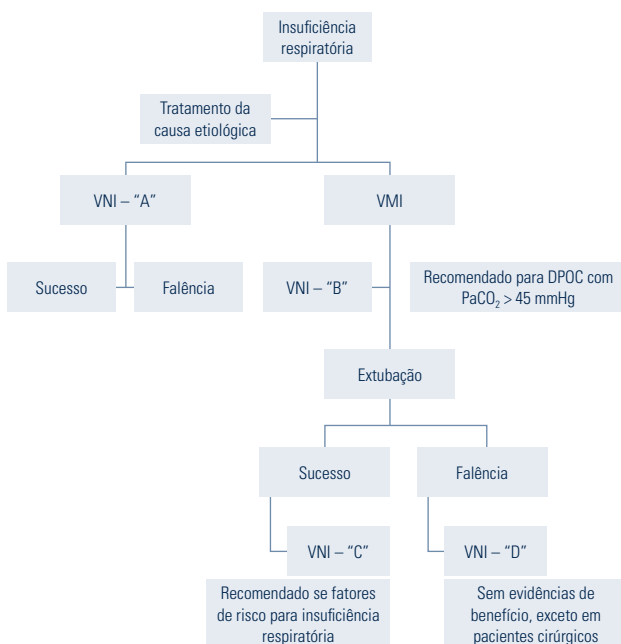 Insuficiência
respiratória
Tratamento da
causa etiológica
VNI – “A”
VMI
Sucesso
Falência
VNI – “B”
Recomendado para DPOC com
PaCO₂ > 45 mmHg
Extubação
Sucesso
Falência
VNI – “C”
VNI – “D”
Recomendado se fatores
de risco para insuficiência
respiratória
Sem evidências de
benefício, exceto em
pacientes cirúrgicos